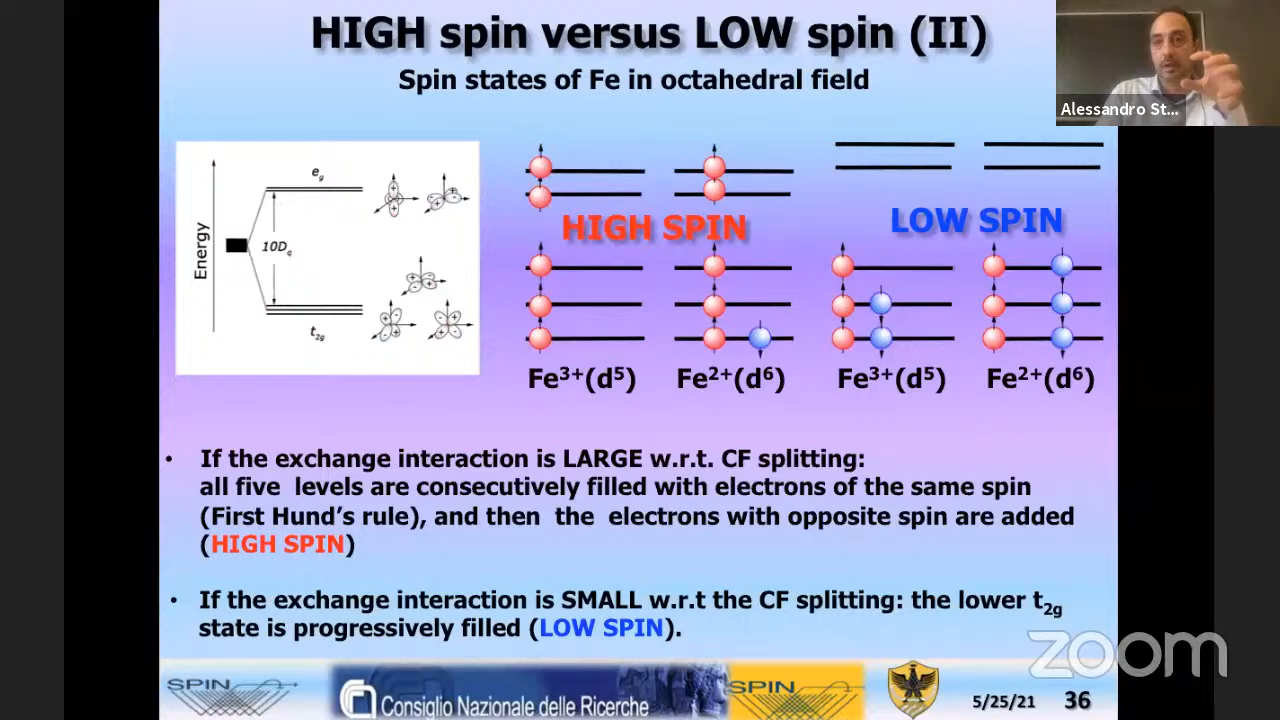 HIGH spin versus LOW spin (II)
Spin states of Fe in octahedral field
Alessandro St...
Energy
e_g
10D_q
t_2g
HIGH SPIN
LOW SPIN
Fe³⁺(d⁵)
Fe²⁺(d⁶)
Fe³⁺(d⁵)
Fe²⁺(d⁶)
• If the exchange interaction is LARGE w.r.t. CF splitting:
all five levels are consecutively filled with electrons of the same spin
(First Hund's rule), and then the electrons with opposite spin are added
(HIGH SPIN)
• If the exchange interaction is SMALL w.r.t the CF splitting: the lower t_2g
state is progressively filled (LOW SPIN).
zoom
SPIN
Consiglio Nazionale delle Ricerche
SPIN
5/25/21 36